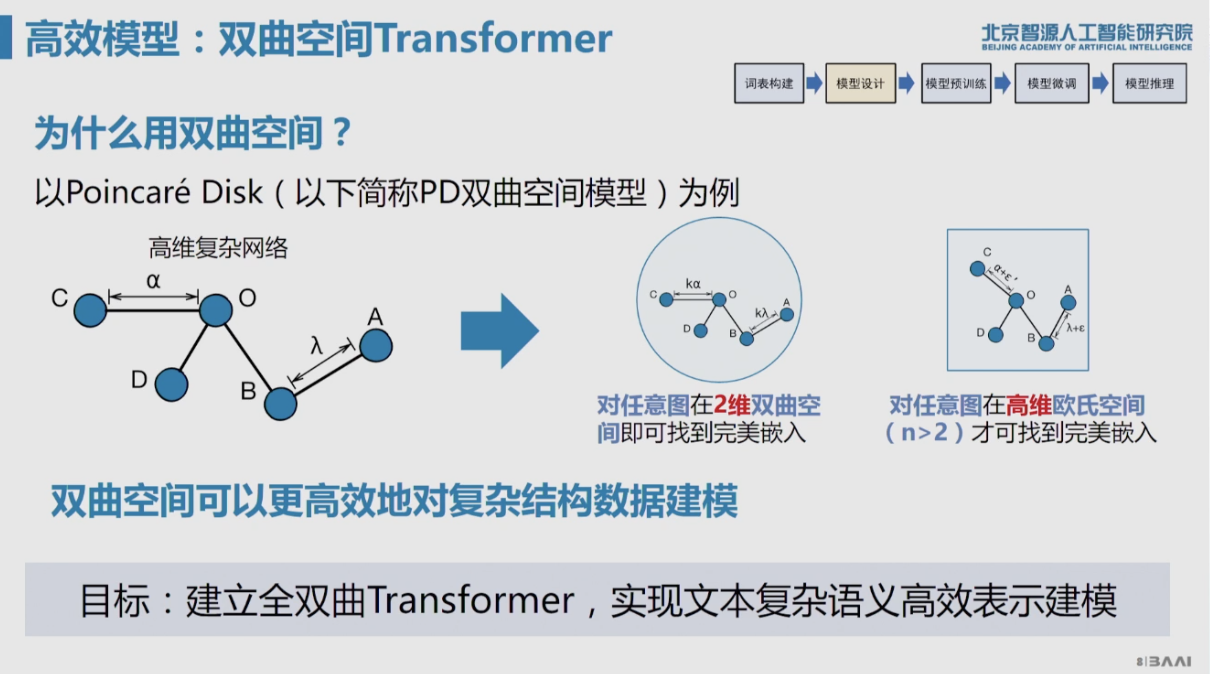 高效模型：双曲空间Transformer
北京智源人工智能研究院
BEIJING ACADEMY OF ARTIFICIAL INTELLIGENCE
词表构建
模型设计
模型预训练
模型微调
模型推理
为什么用双曲空间？
以Poincaré Disk（以下简称PD双曲空间模型）为例
高维复杂网络
C
α
O
A
λ
D
B
C
kα
O
A
kλ
D
B
C
α+ε'
O
A
D
B
λ+ε
对任意图在2维双曲空
间即可找到完美嵌入
对任意图在高维欧氏空间
（n>2）才可找到完美嵌入
双曲空间可以更高效地对复杂结构数据建模
目标：建立全双曲Transformer，实现文本复杂语义高效表示建模
BAAI